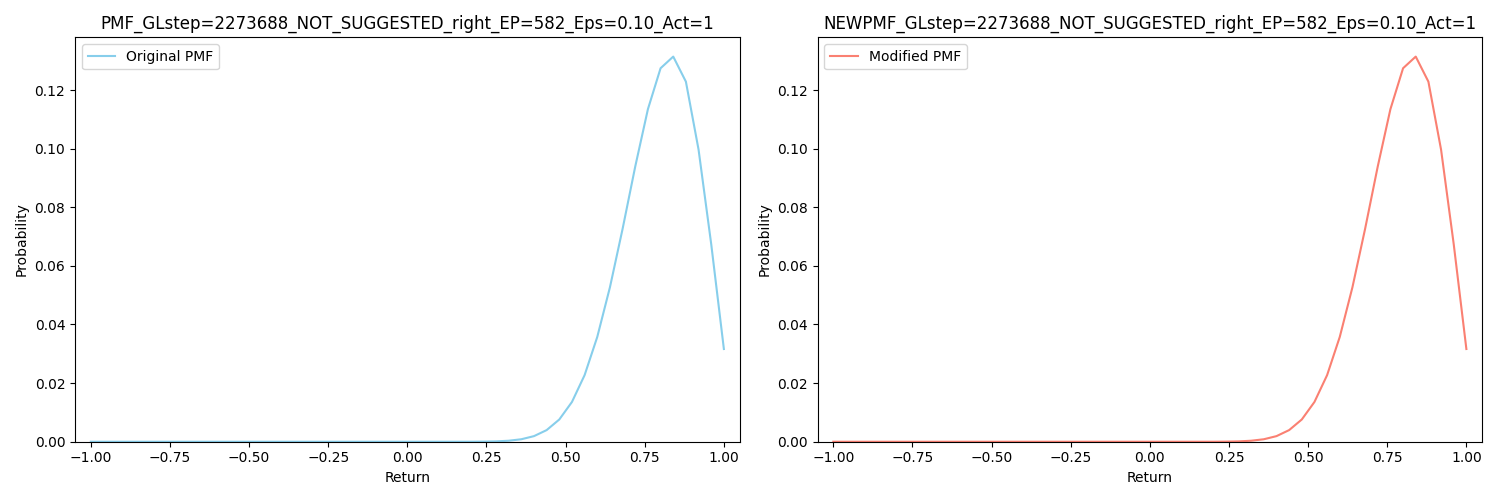 PMF_GLstep=2273688_NOT_SUGGESTED_right_EP=582_Eps=0.10_Act=1
Original PMF
0.12
0.10
0.08
0.06
0.04
0.02
0.00
Probability
−1.00 −0.75 −0.50 −0.25 0.00 0.25 0.50 0.75 1.00
Return
NEWPMF_GLstep=2273688_NOT_SUGGESTED_right_EP=582_Eps=0.10_Act=1
Modified PMF
0.12
0.10
0.08
0.06
0.04
0.02
0.00
Probability
−1.00 −0.75 −0.50 −0.25 0.00 0.25 0.50 0.75 1.00
Return